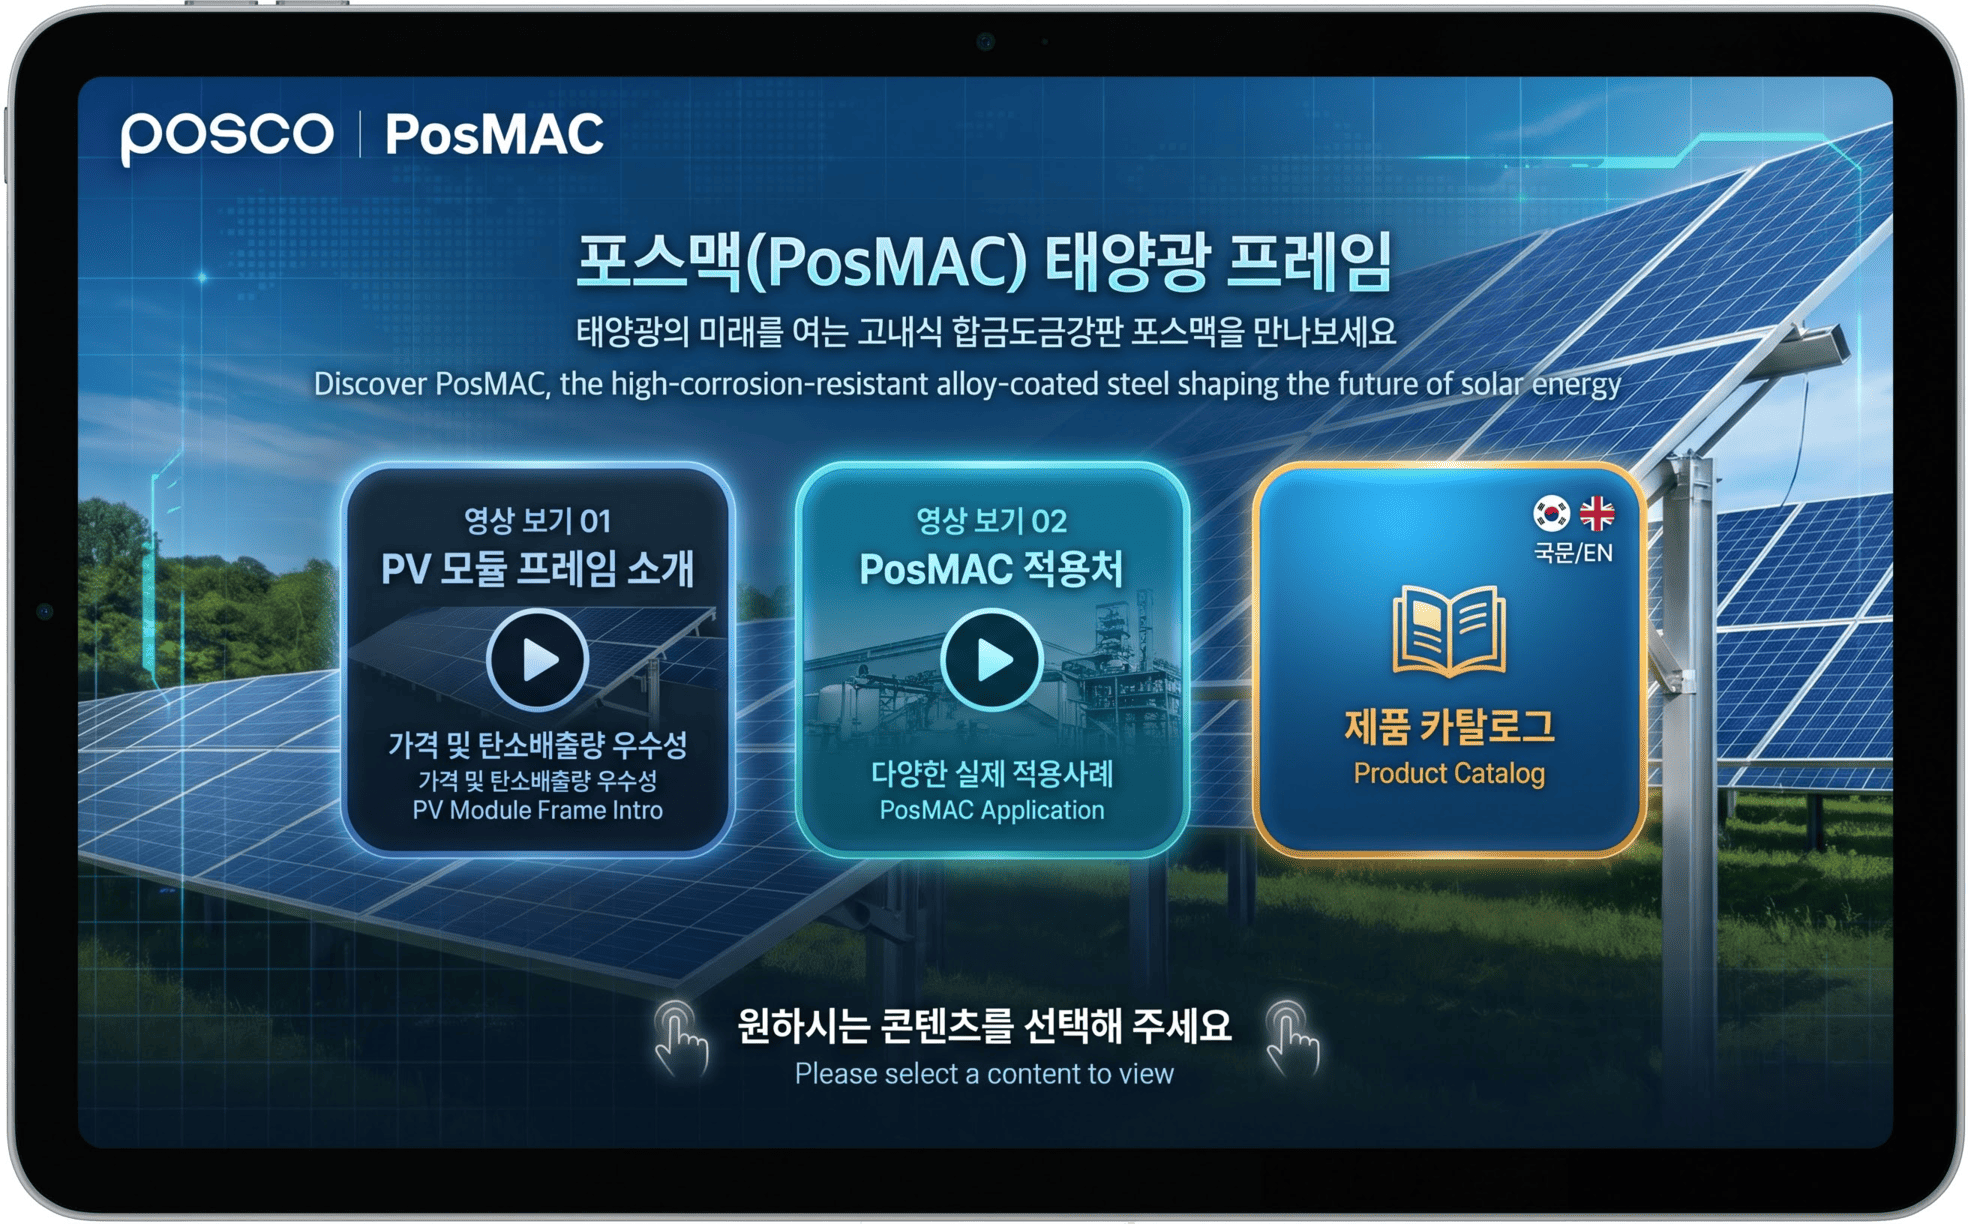 posco | PosMAC
포스맥(PosMAC) 태양광 프레임
태양광의 미래를 여는 고내식 합금도금강판 포스맥을 만나보세요
Discover PosMAC, the high-corrosion-resistant alloy-coated steel shaping the future of solar energy
영상 보기 01
PV 모듈 프레임 소개
가격 및 탄소배출량 우수성
가격 및 탄소배출량 우수성
PV Module Frame Intro
영상 보기 02
PosMAC 적용처
다양한 실제 적용사례
PosMAC Application
국문/EN
제품 카탈로그
Product Catalog
원하시는 콘텐츠를 선택해 주세요
Please select a content to view